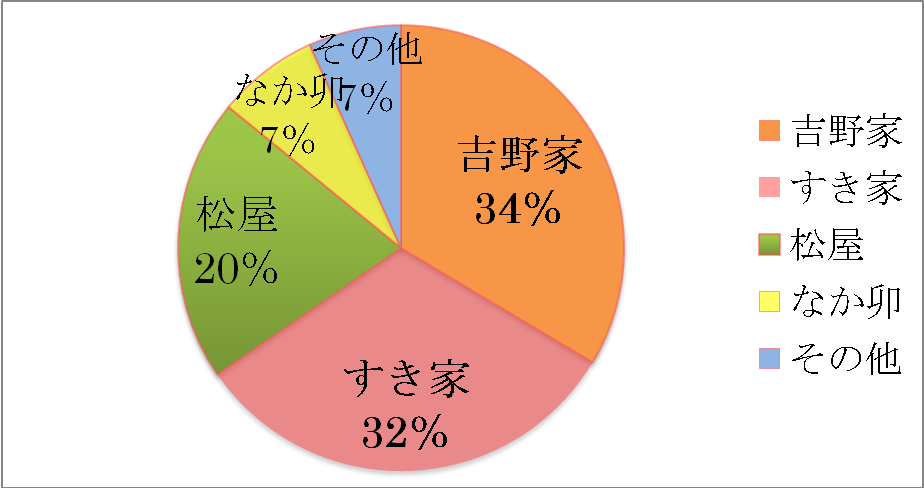 その他
7%
なか卯
7%
吉野家
34%
松屋
20%
すき家
32%
吉野家
すき家
松屋
なか卯
その他